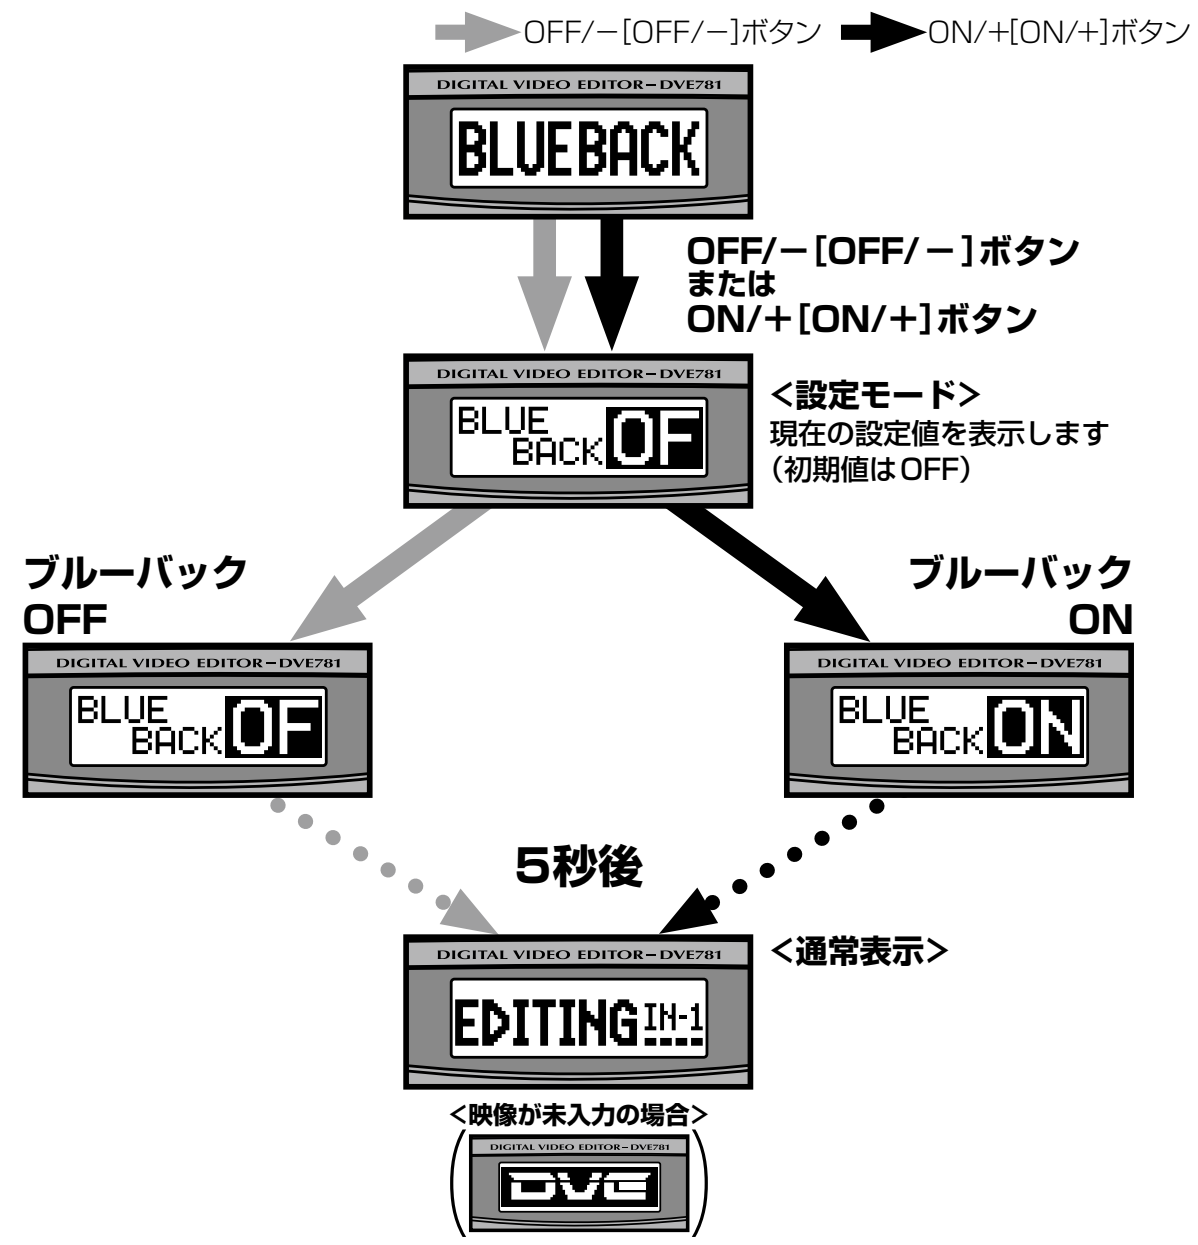 OFF/－[OFF/－]ボタン
ON/＋[ON/＋]ボタン
DIGITAL VIDEO EDITOR－DVE781
BLUEBACK
OFF/－[OFF/－]ボタン
または
ON/＋[ON/＋]ボタン
DIGITAL VIDEO EDITOR－DVE781
BLUE
BACK OF
＜設定モード＞
現在の設定値を表示します
（初期値はOFF）
ブルーバック
OFF
DIGITAL VIDEO EDITOR－DVE781
BLUE
BACK OF
ブルーバック
ON
DIGITAL VIDEO EDITOR－DVE781
BLUE
BACK ON
5秒後
＜通常表示＞
DIGITAL VIDEO EDITOR－DVE781
EDITING IN-1
＜映像が未入力の場合＞
DIGITAL VIDEO EDITOR－DVE781
DVE